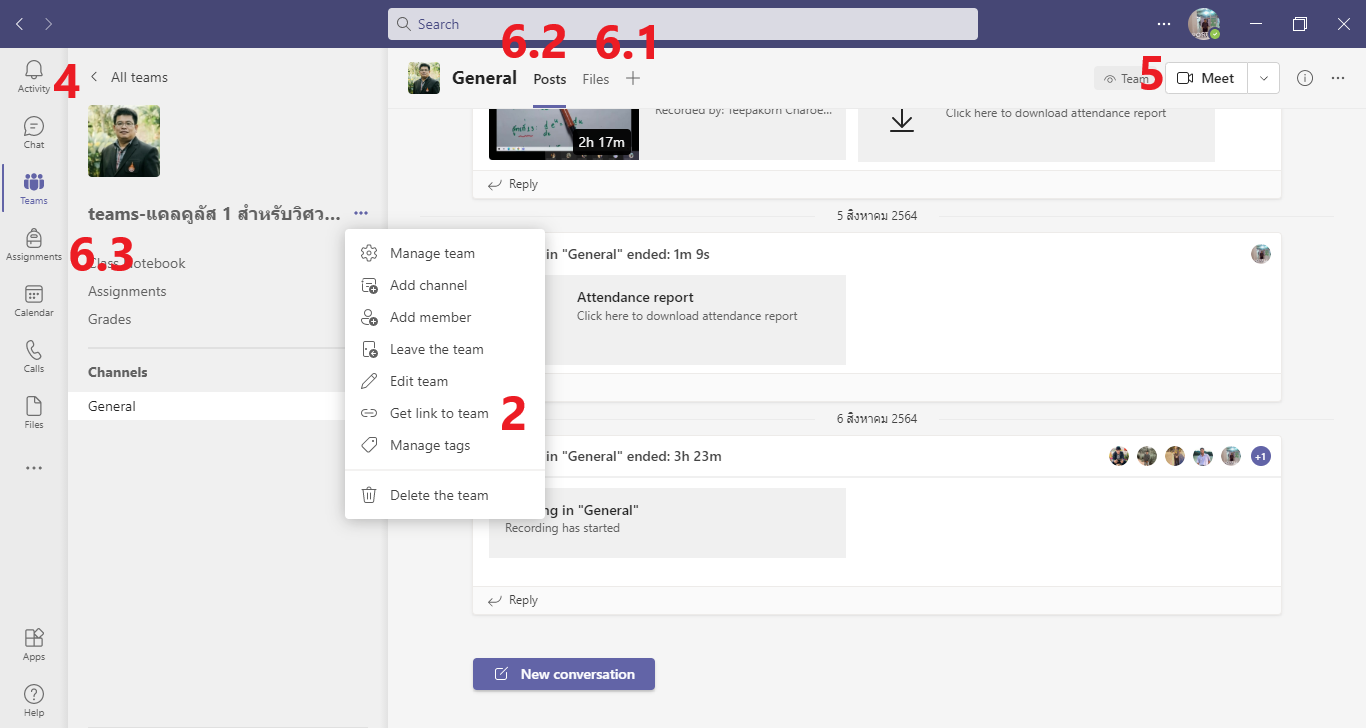 Search
6.2 6.1
Activity
4
All teams
General
Posts
Files
Team
5
Meet
Chat
Teams
Assignments
Calendar
Calls
Files
Apps
Help
teams-แคลคูลัส 1 สำหรับวิศว...
6.3
Class Notebook
Assignments
Grades
Channels
General
Manage team
Add channel
Add member
Leave the team
Edit team
Get link to team
2
Manage tags
Delete the team
2h 17m
Recorded by: Teepakorn Charoe...
Click here to download attendance report
Reply
5 สิงหาคม 2564
in "General" ended: 1m 9s
Attendance report
Click here to download attendance report
6 สิงหาคม 2564
in "General" ended: 3h 23m
+1
ng in "General"
Recording has started
Reply
New conversation